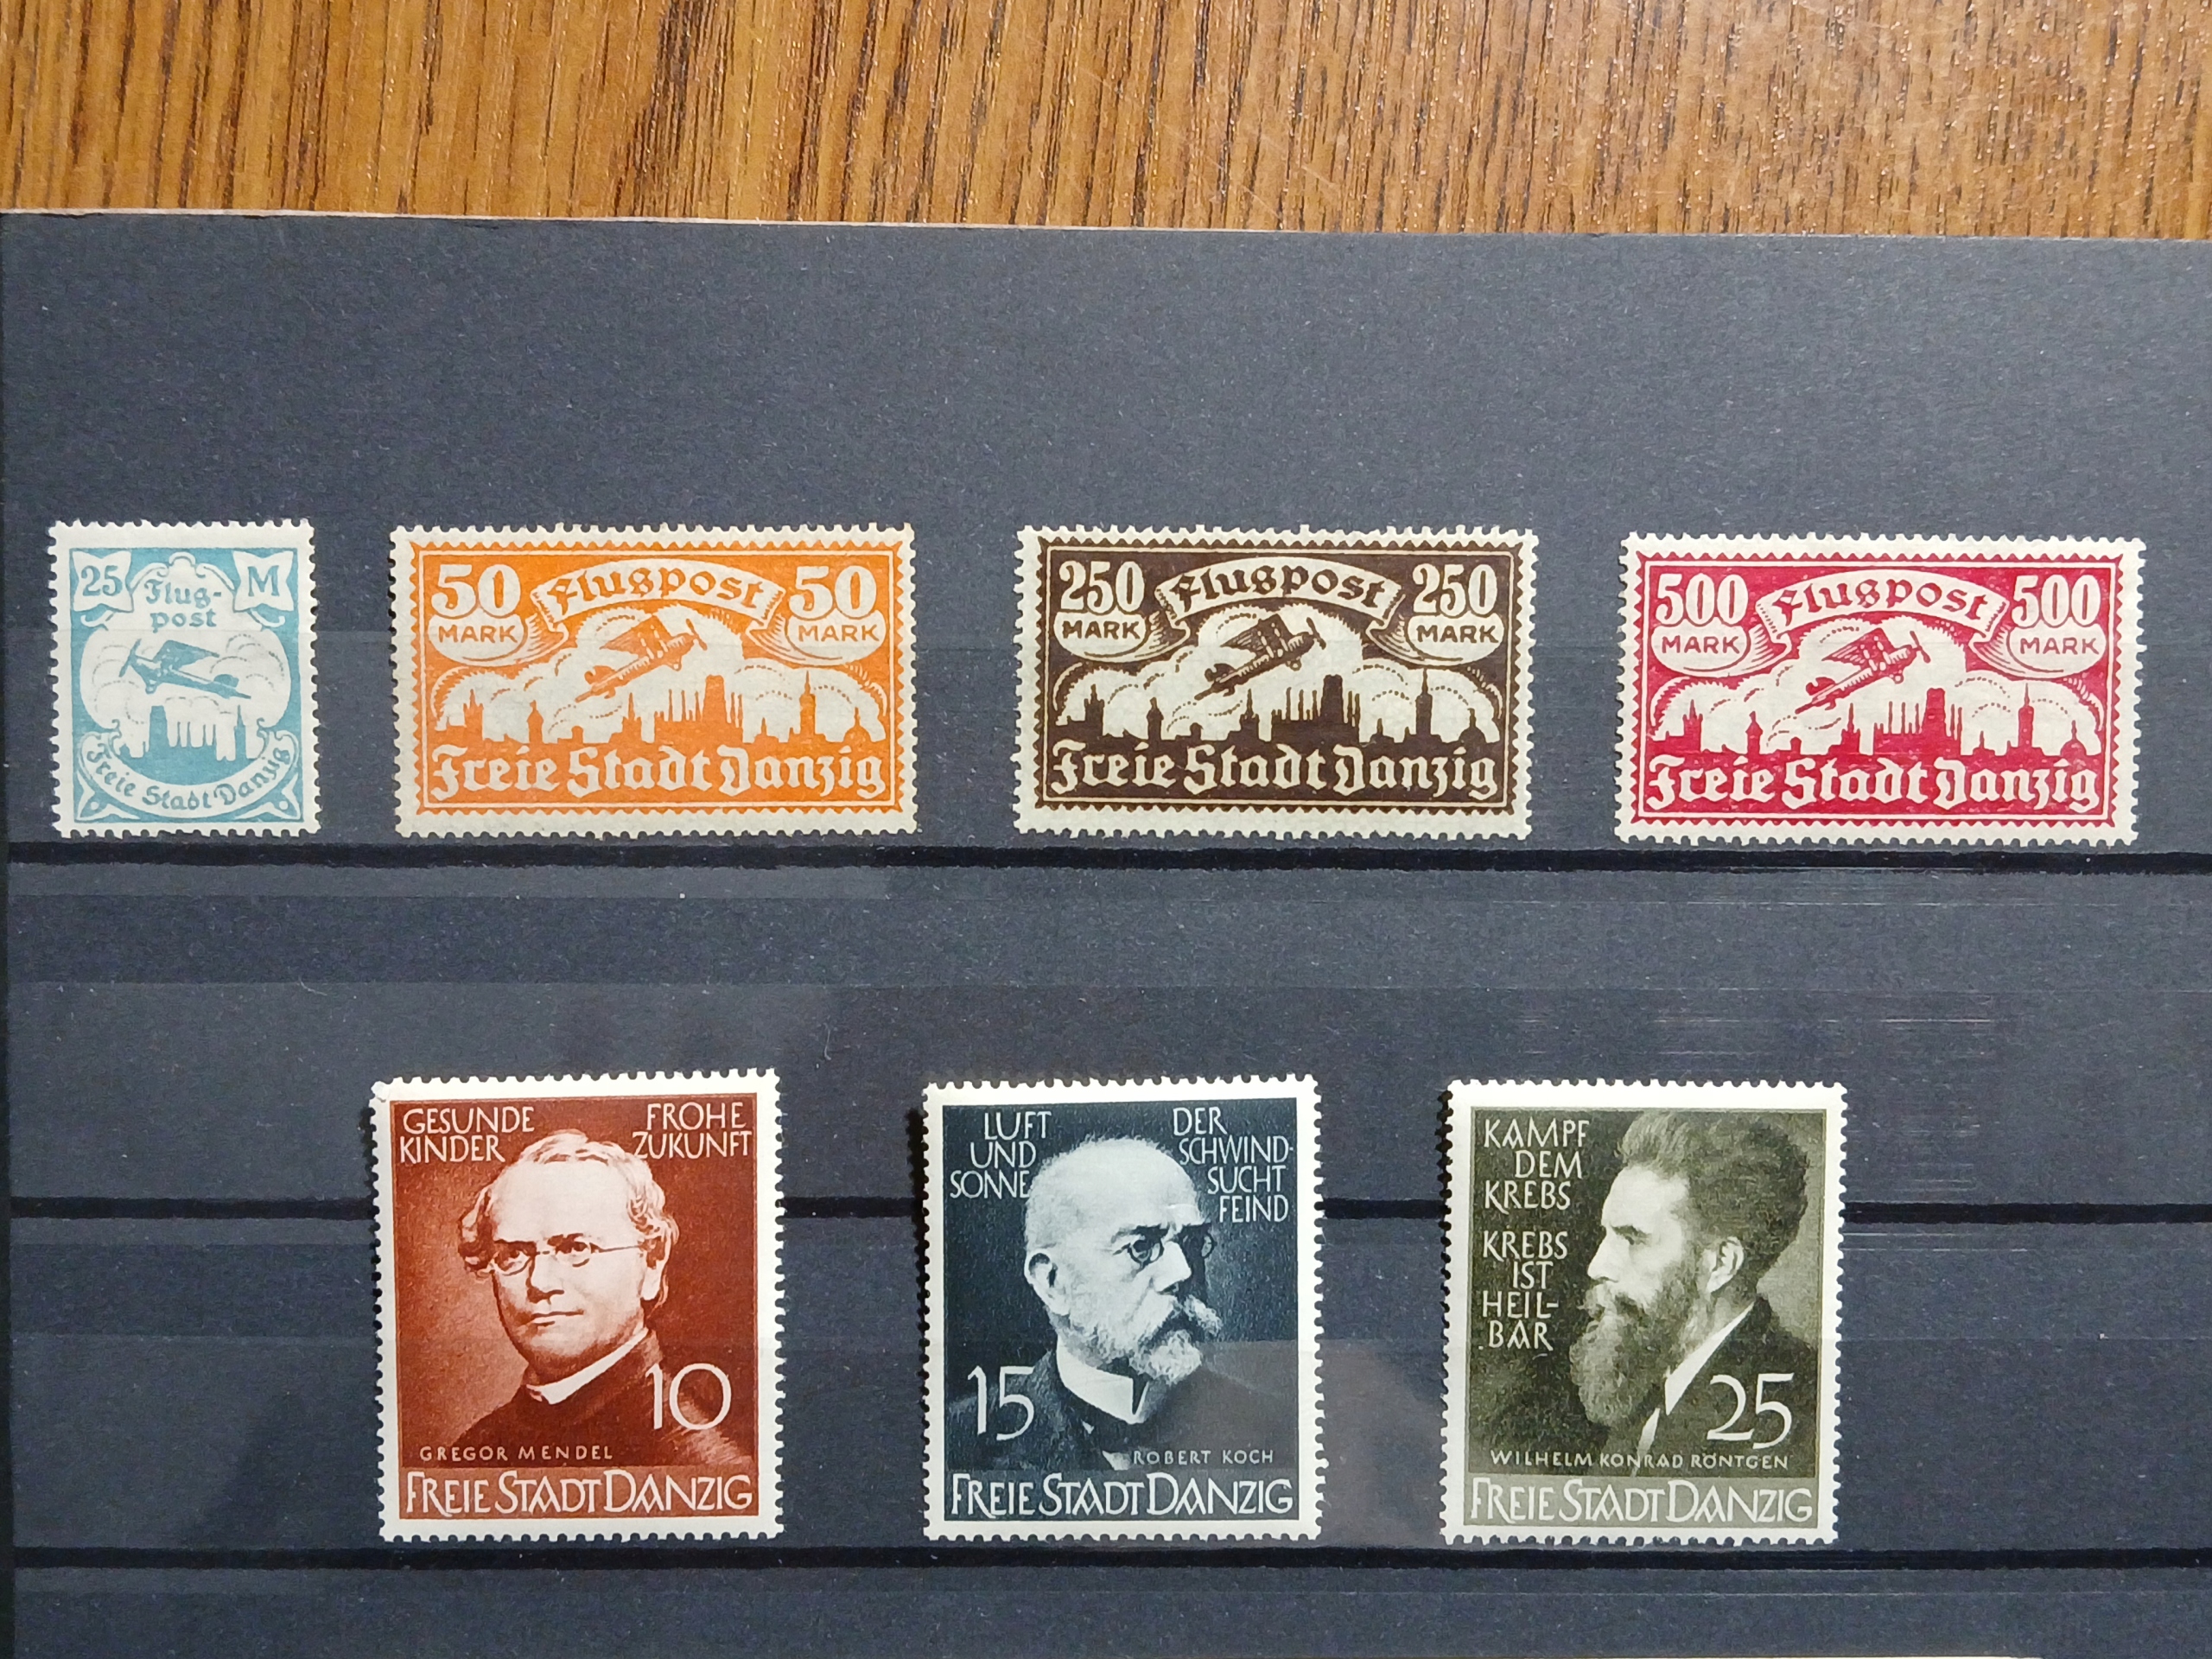 25 M
Flug-
post
Freie Stadt Danzig
50 Flugpost 50
MARK MARK
Freie Stadt Danzig
250 Flugpost 250
MARK MARK
Freie Stadt Danzig
500 Flugpost 500
MARK MARK
Freie Stadt Danzig
GESUNDE
KINDER
FROHE
ZUKUNFT
10
GREGOR MENDEL
FREIE STADT DANZIG
LUFT
UND
SONNE
DER
SCHWIND-
SUCHT
FEIND
15
ROBERT KOCH
FREIE STADT DANZIG
KAMPF
DEM
KREBS
KREBS
IST
HEIL-
BAR
25
WILHELM KONRAD RÖNTGEN
FREIE STADT DANZIG